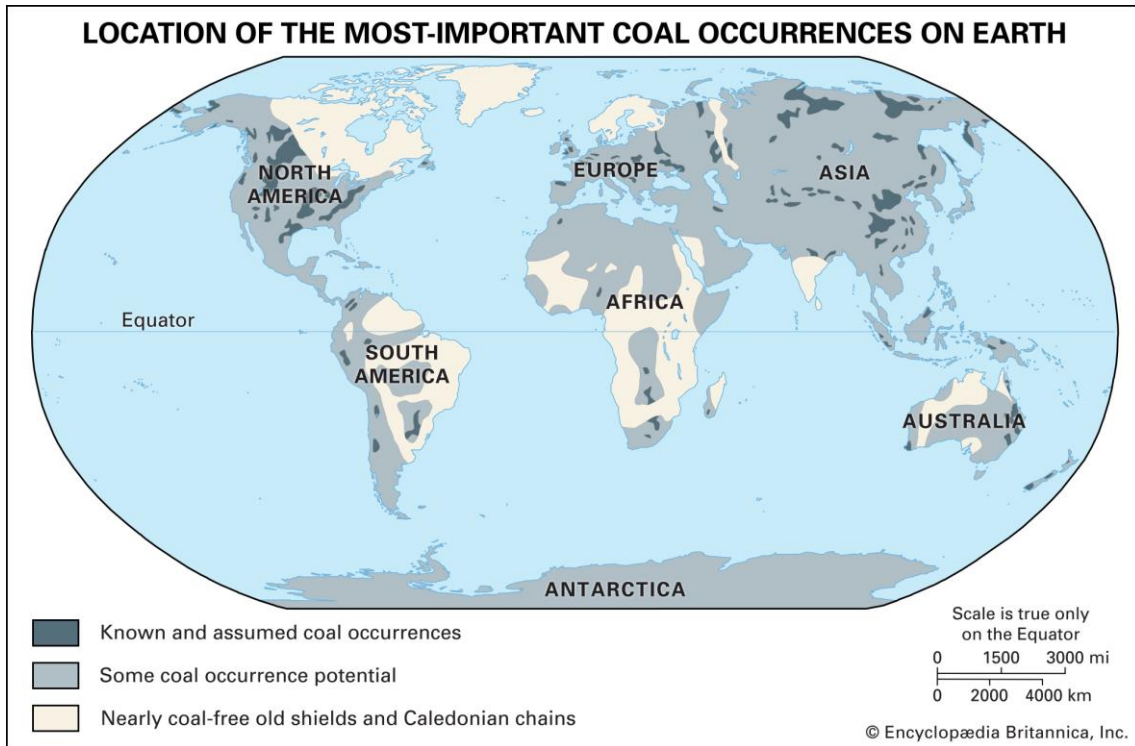 LOCATION OF THE MOST-IMPORTANT COAL OCCURRENCES ON EARTH
NORTH
AMERICA
EUROPE
ASIA
AFRICA
Equator
SOUTH
AMERICA
AUSTRALIA
ANTARCTICA
Known and assumed coal occurrences
Some coal occurrence potential
Nearly coal-free old shields and Caledonian chains
Scale is true only
on the Equator
0 1500 3000 mi
0 2000 4000 km
© Encyclopædia Britannica, Inc.